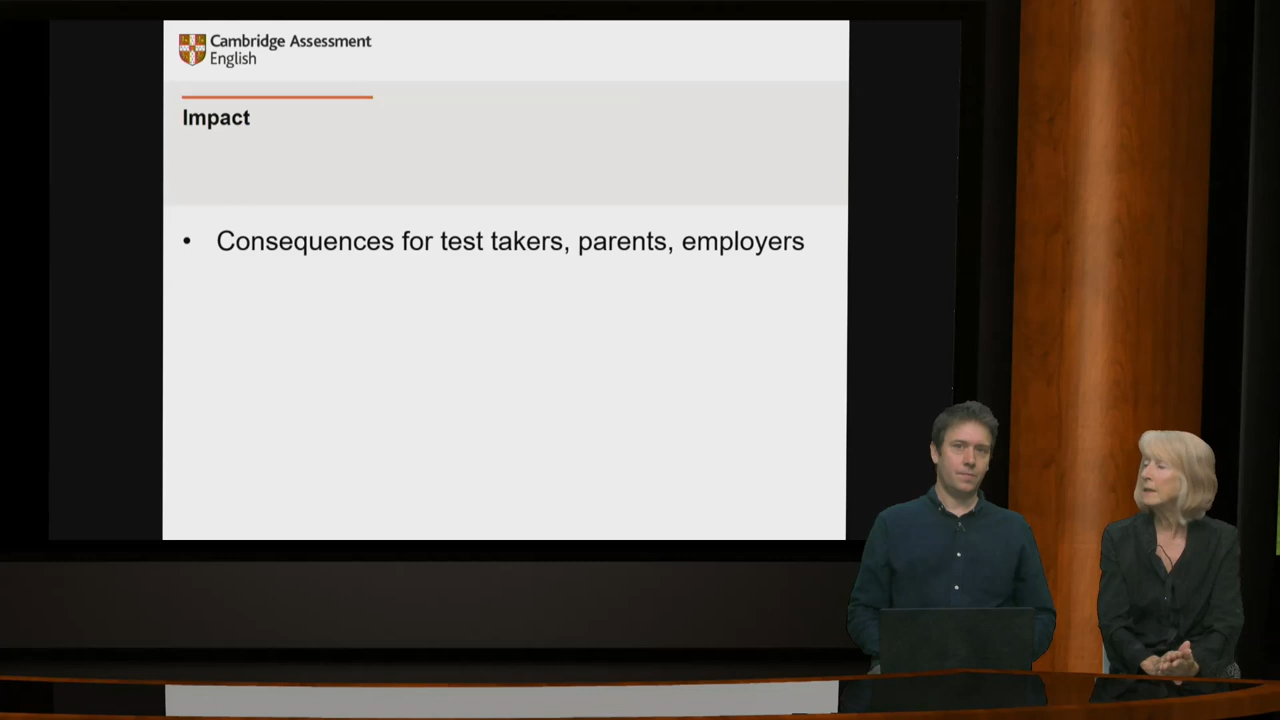 Cambridge Assessment
English
Impact
• Consequences for test takers, parents, employers